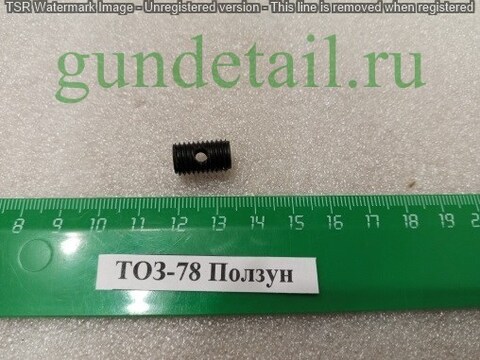 TSR Watermark Image - Unregistered version - This line is removed when registered
gundetail.ru
8 9 10 11 12 13 14 15 16 17 18 19 2
ТОЗ-78 Ползун